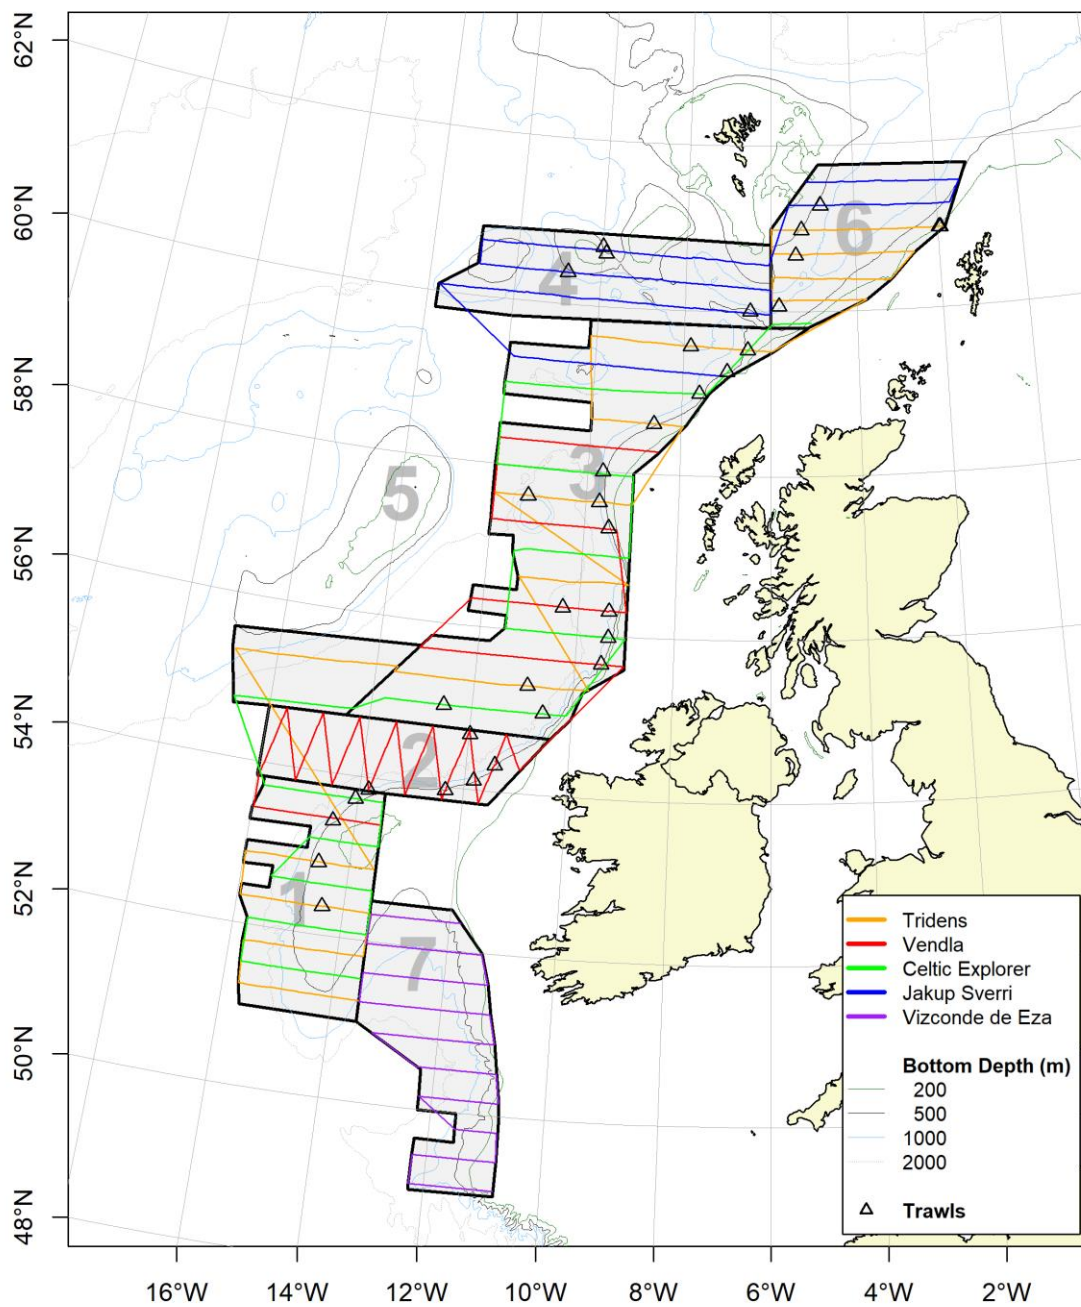 62°N
60°N
58°N
56°N
54°N
52°N
50°N
48°N
6
4
3
5
2
1
7
Tridens
Vendla
Celtic Explorer
Jakup Sverri
Vizconde de Eza
Bottom Depth (m)
200
500
1000
2000
Trawls
16°W
14°W
12°W
10°W
8°W
6°W
4°W
2°W